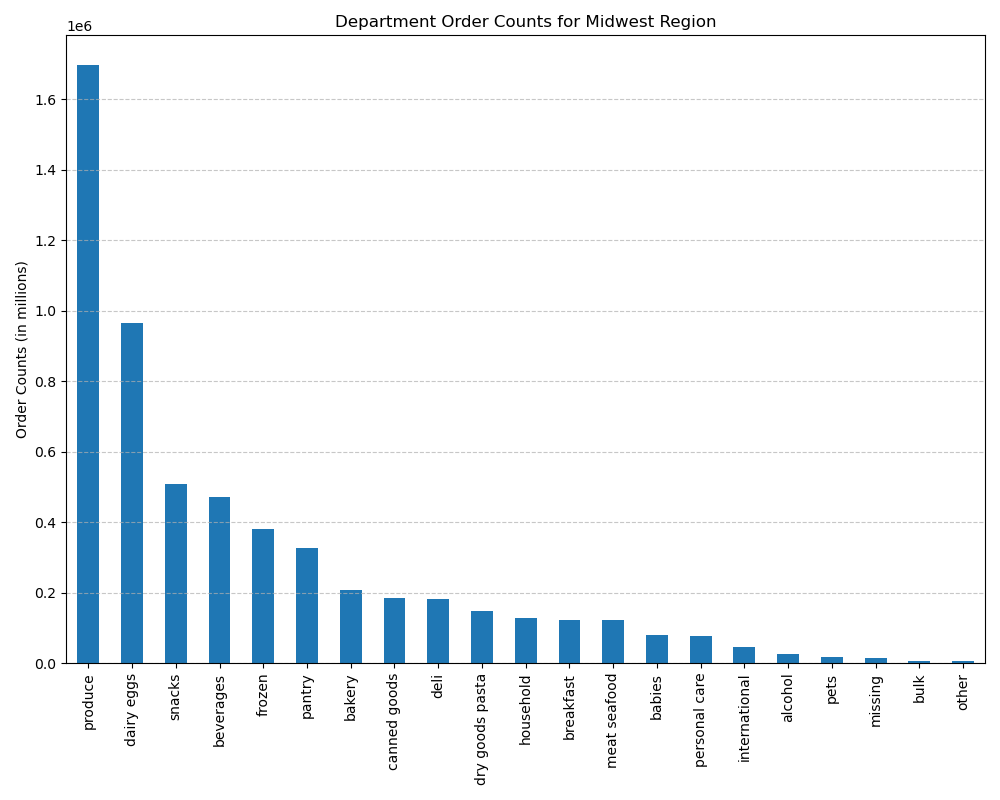 Department Order Counts for Midwest Region
1e6
Order Counts (in millions)
1.6
1.4
1.2
1.0
0.8
0.6
0.4
0.2
0.0
produce
dairy eggs
snacks
beverages
frozen
pantry
bakery
canned goods
deli
dry goods pasta
household
breakfast
meat seafood
babies
personal care
international
alcohol
pets
missing
bulk
other